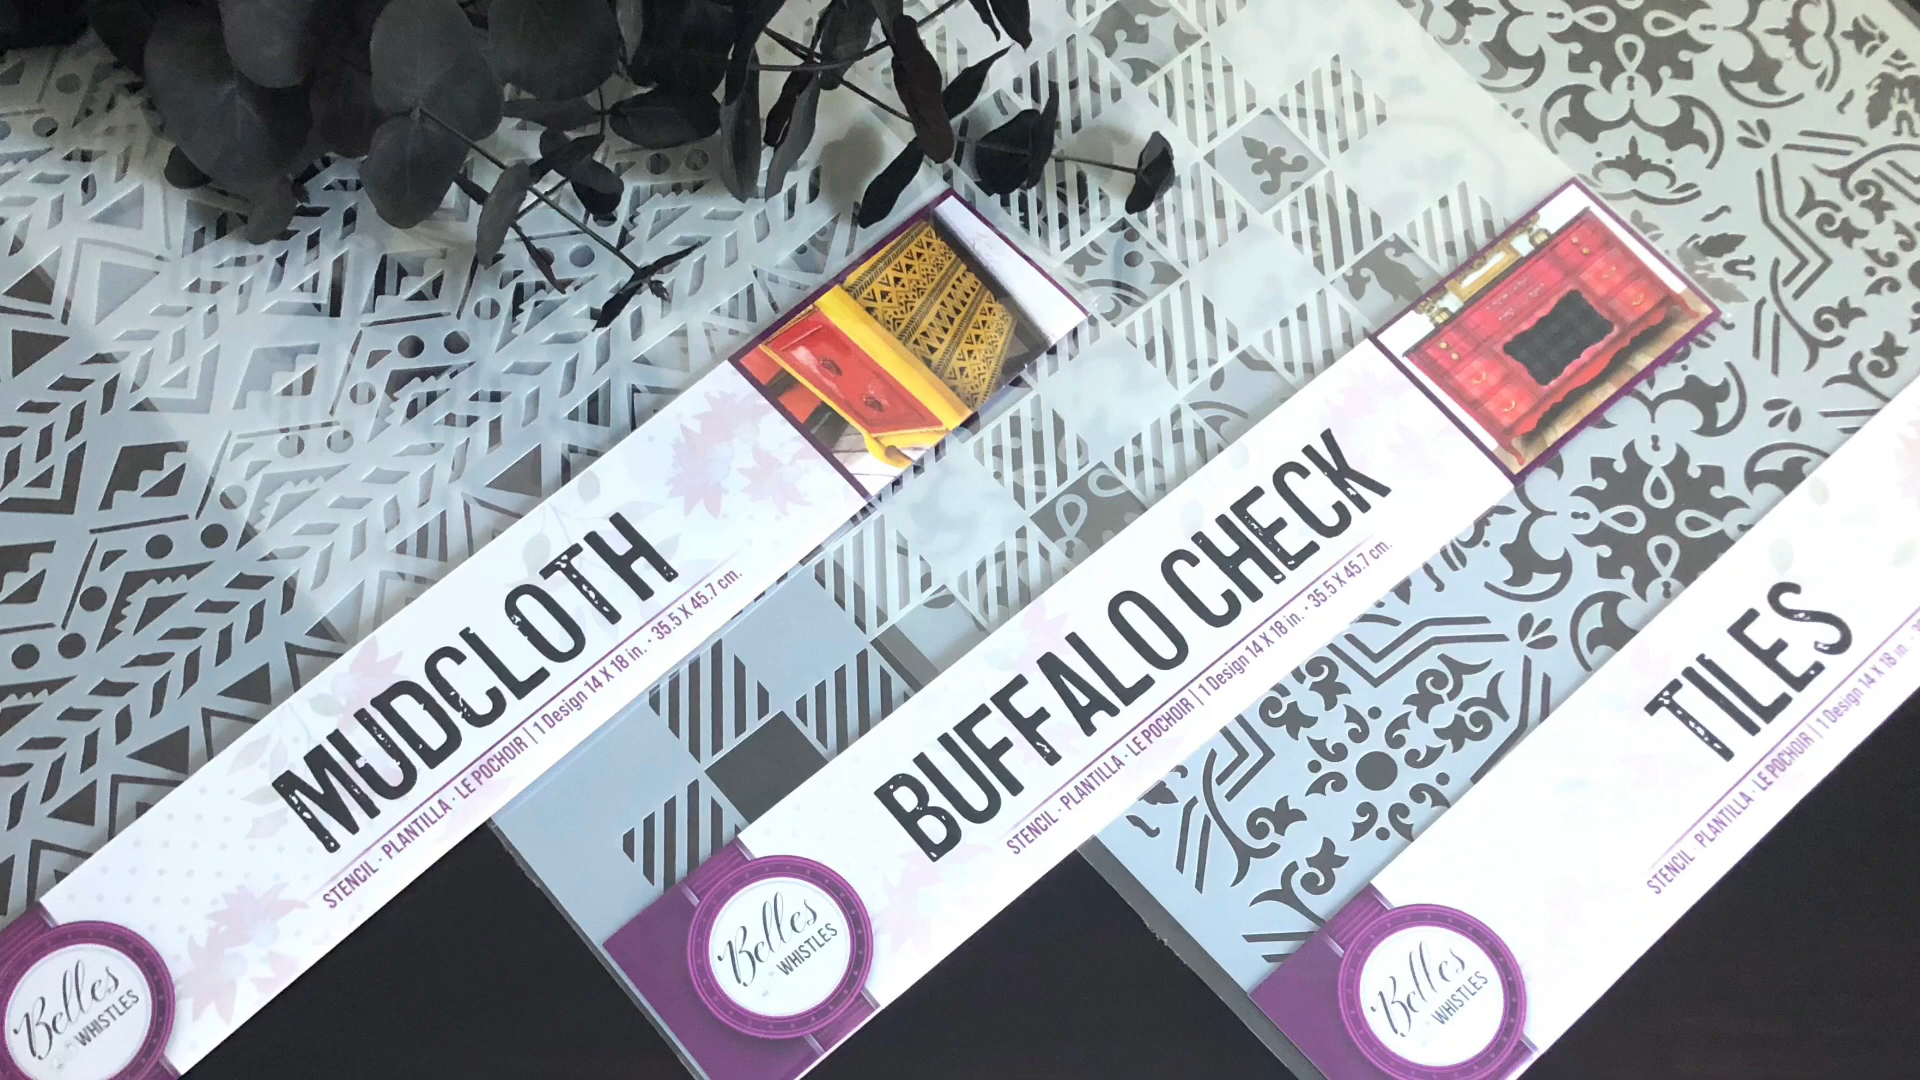 MUDCLOTH
STENCIL · PLANTILLA · LE POCHOIR | 1 Design 14 X 18 in. · 35.5 X 45.7 cm.
Belles
WHISTLES
BUFFALO CHECK
STENCIL · PLANTILLA · LE POCHOIR | 1 Design 14 X 18 in. · 35.5 X 45.7 cm.
Belles
WHISTLES
TILES
STENCIL · PLANTILLA · LE POCHOIR | 1 Design 14 X 18 in. ·
Belles
WHISTLES